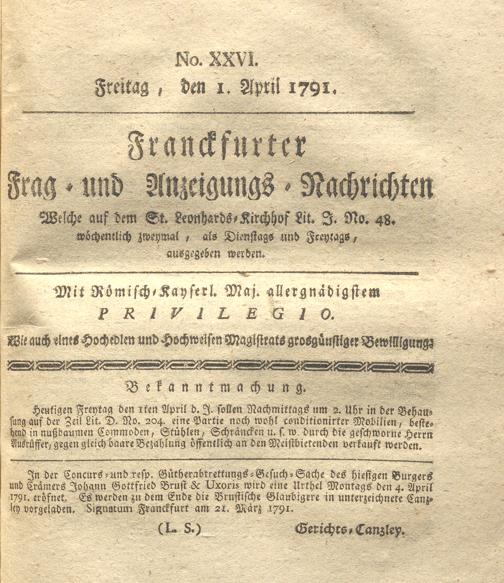 No. XXVI.
Freitag, den 1. April 1791.
Franckfurter
Frag- und Anzeigungs-Nachrichten
Welche auf dem St. Leonhards-Kirchhof Lit. J. No. 48.
wöchentlich zweymal, als Dienstags und Freytags,
ausgegeben werden.
Mit Römisch-Kayserl. Maj. allergnädigstem
PRIVILEGIO.
Wie auch eines Hochedlen und Hochweisen Magistrats grosgünstiger Bewilligung:
Bekanntmachung.
Heutigen Freytag den 1ten April d. J. sollen Nachmittags um 2. Uhr in der Behau-
sung auf der Zeil Lit. D. No. 204. eine Partie noch wohl conditionirter Mobilien, beste-
hend in nußbaumen Commoden, Stühlen, Schräncken u. s. w. durch die geschworne Herrn
Ausrüffer, gegen gleich baare Bezahlung öffentlich an den Meistbietenden verkauft werden.
In der Concurs- und resp. Gütherabtrettungs-Gesuch-Sache des hiesigen Burgers
und Crämers Johann Gottfried Brust & Uxoris wird eine Urthel Montags den 4. April
1791. eröfnet. Es werden zu dem Ende die Brustische Glaubigere in unterzeichnete Canz-
ley vorgeladen. Signatum Franckfurt am 21. März 1791.
(L. S.) Gerichts-Canzley.